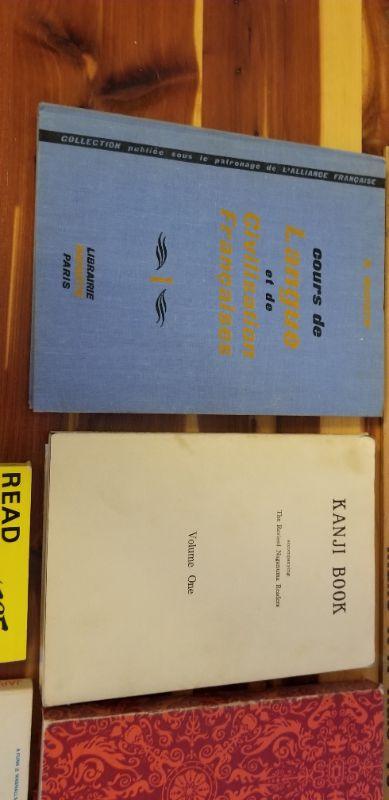 COLLECTION publiée sous le patronage de L'ALLIANCE FRANÇAISE
cours de
Langue
et de
Civilisation
Françaises
I
LIBRAIRIE
HACHETTE
PARIS
KANJI BOOK
accompanying
The Revised Naganuma Readers
Volume One
READ